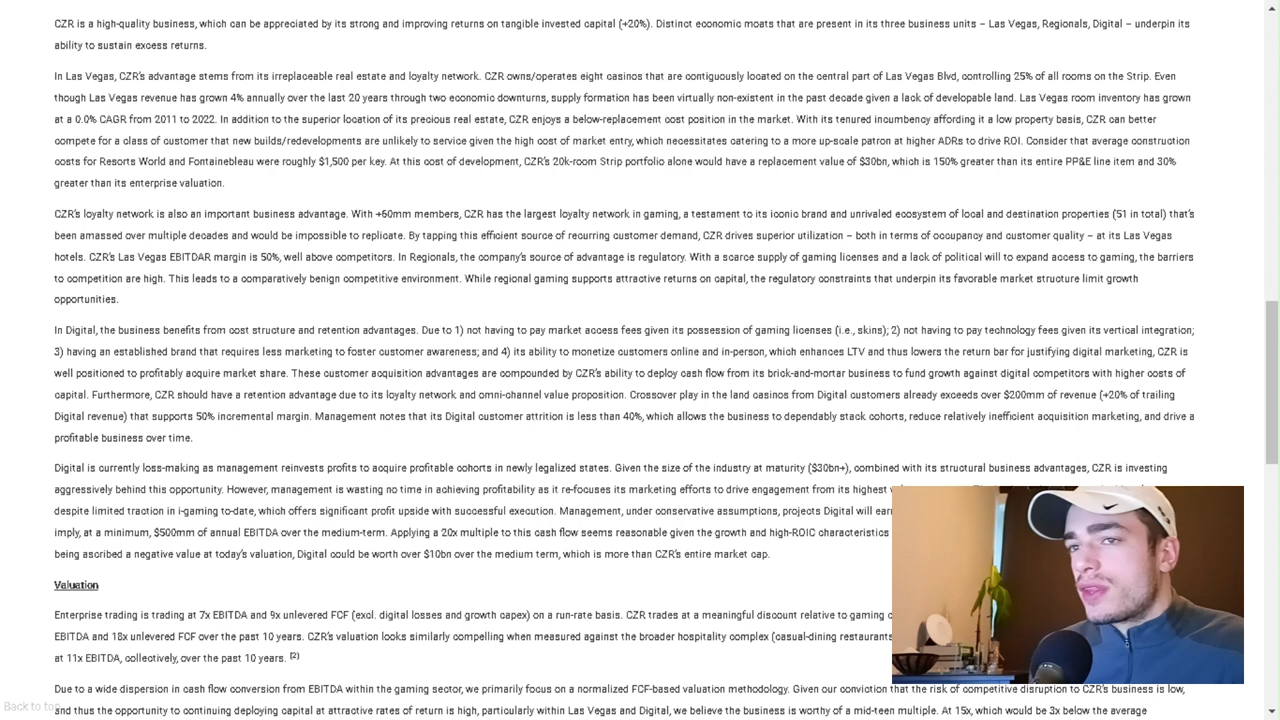 CZR is a high-quality business, which can be appreciated by its strong and improving returns on tangible invested capital (+20%). Distinct economic moats that are present in its three business units – Las Vegas, Regionals, Digital – underpin its
ability to sustain excess returns.
In Las Vegas, CZR's advantage stems from its irreplaceable real estate and loyalty network. CZR owns/operates eight casinos that are contiguously located on the central part of Las Vegas Blvd, controlling 25% of all rooms on the Strip. Even
though Las Vegas revenue has grown 4% annually over the last 20 years through two economic downturns, supply formation has been virtually non-existent in the past decade given a lack of developable land. Las Vegas room inventory has grown
at a 0.0% CAGR from 2011 to 2022. In addition to the superior location of its precious real estate, CZR enjoys a below-replacement cost position in the market. With its tenured incumbency affording it a low property basis, CZR can better
compete for a class of customer that new builds/redevelopments are unlikely to service given the high cost of market entry, which necessitates catering to a more up-scale patron at higher ADRs to drive ROI. Consider that average construction
costs for Resorts World and Fontainebleau were roughly $1,500 per key. At this cost of development, CZR's 20k-room Strip portfolio alone would have a replacement value of $30bn, which is 150% greater than its entire PP&E line item and 30%
greater than its enterprise valuation.
CZR's loyalty network is also an important business advantage. With +60mm members, CZR has the largest loyalty network in gaming, a testament to its iconic brand and unrivaled ecosystem of local and destination properties (51 in total) that's
been amassed over multiple decades and would be impossible to replicate. By tapping this efficient source of recurring customer demand, CZR drives superior utilization – both in terms of occupancy and customer quality – at its Las Vegas
hotels. CZR's Las Vegas EBITDAR margin is 50%, well above competitors. In Regionals, the company's source of advantage is regulatory. With a scarce supply of gaming licenses and a lack of political will to expand access to gaming, the barriers
to competition are high. This leads to a comparatively benign competitive environment. While regional gaming supports attractive returns on capital, the regulatory constraints that underpin its favorable market structure limit growth
opportunities.
In Digital, the business benefits from cost structure and retention advantages. Due to 1) not having to pay market access fees given its possession of gaming licenses (i.e., skins); 2) not having to pay technology fees given its vertical integration;
3) having an established brand that requires less marketing to foster customer awareness; and 4) its ability to monetize customers online and in-person, which enhances LTV and thus lowers the return bar for justifying digital marketing, CZR is
well positioned to profitably acquire market share. These customer acquisition advantages are compounded by CZR's ability to deploy cash flow from its brick-and-mortar business to fund growth against digital competitors with higher costs of
capital. Furthermore, CZR should have a retention advantage due to its loyalty network and omni-channel value proposition. Crossover play in the land casinos from Digital customers already exceeds over $200mm of revenue (+20% of trailing
Digital revenue) that supports 50% incremental margin. Management notes that its Digital customer attrition is less than 40%, which allows the business to dependably stack cohorts, reduce relatively inefficient acquisition marketing, and drive a
profitable business over time.
Digital is currently loss-making as management reinvests profits to acquire profitable cohorts in newly legalized states. Given the size of the industry at maturity ($30bn+), combined with its structural business advantages, CZR is investing
aggressively behind this opportunity. However, management is wasting no time in achieving profitability as it re-focuses its marketing efforts to drive engagement from its highest
despite limited traction in i-gaming to-date, which offers significant profit upside with successful execution. Management, under conservative assumptions, projects Digital will
imply, at a minimum, $500mm of annual EBITDA over the medium-term. Applying a 20x multiple to this cash flow seems reasonable given the growth and high-ROIC characteristics
being ascribed a negative value at today's valuation, Digital could be worth over $10bn over the medium term, which is more than CZR's entire market cap.
Valuation
Enterprise trading is trading at 7x EBITDA and 9x unlevered FCF (excl. digital losses and growth capex) on a run-rate basis. CZR trades at a meaningful discount relative to gaming
EBITDA and 18x unlevered FCF over the past 10 years. CZR's valuation looks similarly compelling when measured against the broader hospitality complex (casual-dining restaurants
at 11x EBITDA, collectively, over the past 10 years. [2]
Due to a wide dispersion in cash flow conversion from EBITDA within the gaming sector, we primarily focus on a normalized FCF-based valuation methodology. Given our conviction that the risk of competitive disruption to CZR's business is low,
Back to top
and thus the opportunity to continuing deploying capital at attractive rates of return is high, particularly within Las Vegas and Digital, we believe the business is worthy of a mid-teen multiple. At 15x, which would be 3x below the average